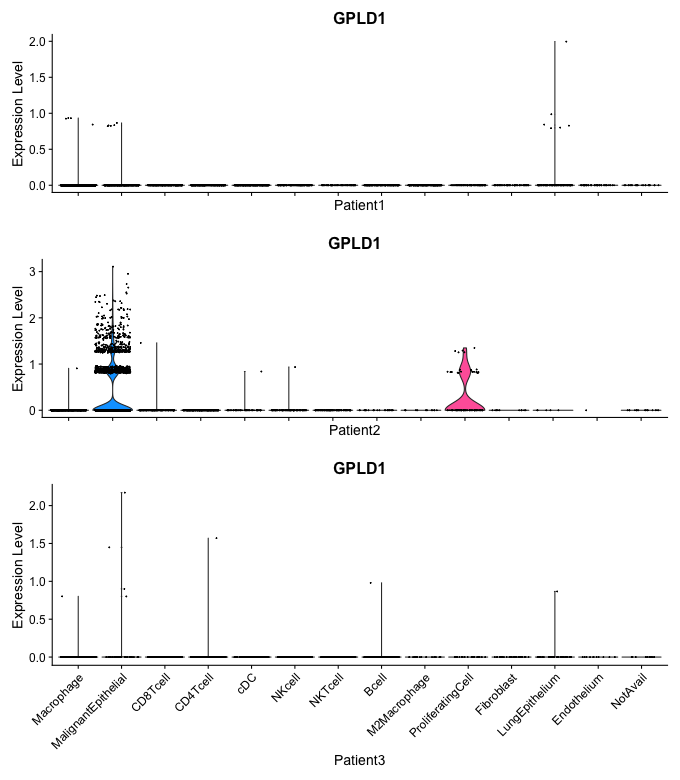 GPLD1
Expression Level
2.0
1.5
1.0
0.5
0.0
Patient1
GPLD1
Expression Level
3
2
1
0
Patient2
GPLD1
Expression Level
2.0
1.5
1.0
0.5
0.0
Macrophage
MalignantEpithelial
CD8Tcell
CD4Tcell
cDC
NKcell
NKTcell
Bcell
M2Macrophage
ProliferatingCell
Fibroblast
LungEpithelium
Endothelium
NotAvail
Patient3